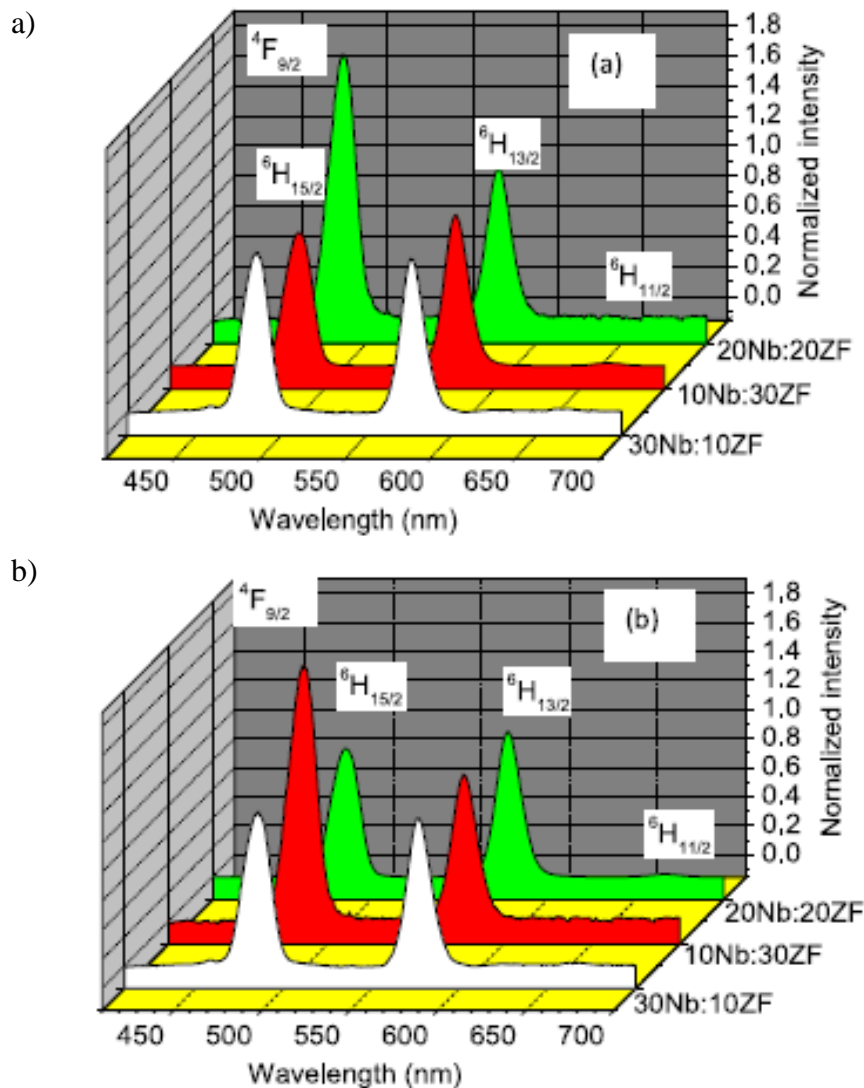 a)
⁴F₉/₂
(a)
⁶H₁₅/₂
⁶H₁₃/₂
⁶H₁₁/₂
1.8
1.6
1.4
1.2
1.0
0.8
0.6
0.4
0.2
0.0
Normalized intensity
20Nb:20ZF
10Nb:30ZF
30Nb:10ZF
450 500 550 600 650 700
Wavelength (nm)
b)
⁴F₉/₂
(b)
⁶H₁₅/₂
⁶H₁₃/₂
⁶H₁₁/₂
1.8
1.6
1.4
1.2
1.0
0.8
0.6
0.4
0.2
0.0
Normalized intensity
20Nb:20ZF
10Nb:30ZF
30Nb:10ZF
450 500 550 600 650 700
Wavelength (nm)